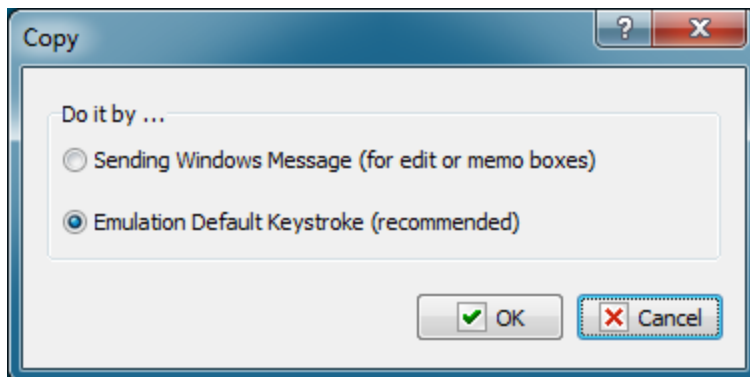 Copy
?
Do it by ...
Sending Windows Message (for edit or memo boxes)
Emulation Default Keystroke (recommended)
OK
Cancel